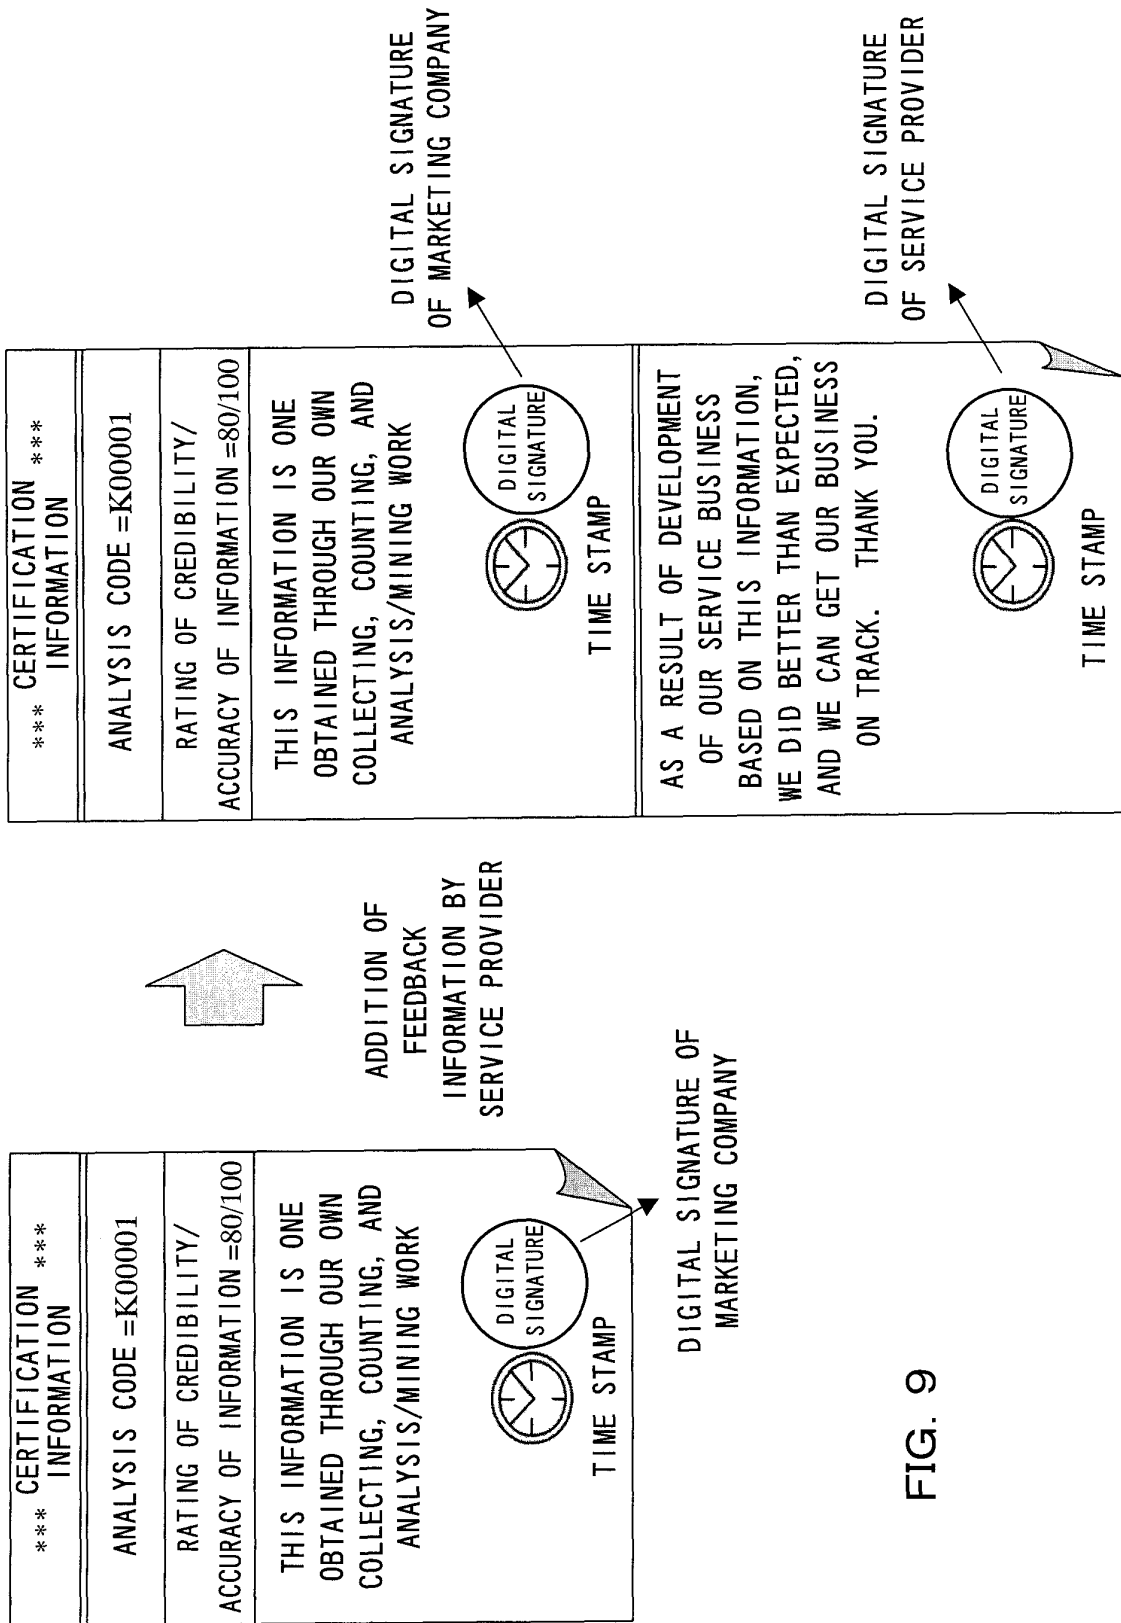 *** CERTIFICATION ***
INFORMATION
ANALYSIS CODE =K00001
RATING OF CREDIBILITY/
ACCURACY OF INFORMATION =80/100
THIS INFORMATION IS ONE
OBTAINED THROUGH OUR OWN
COLLECTING, COUNTING, AND
ANALYSIS/MINING WORK
DIGITAL
SIGNATURE
TIME STAMP
DIGITAL SIGNATURE OF
MARKETING COMPANY
ADDITION OF
FEEDBACK
INFORMATION BY
SERVICE PROVIDER
*** CERTIFICATION ***
INFORMATION
ANALYSIS CODE =K00001
RATING OF CREDIBILITY/
ACCURACY OF INFORMATION =80/100
THIS INFORMATION IS ONE
OBTAINED THROUGH OUR OWN
COLLECTING, COUNTING, AND
ANALYSIS/MINING WORK
DIGITAL
SIGNATURE
TIME STAMP
DIGITAL SIGNATURE
OF MARKETING COMPANY
AS A RESULT OF DEVELOPMENT
OF OUR SERVICE BUSINESS
BASED ON THIS INFORMATION,
WE DID BETTER THAN EXPECTED,
AND WE CAN GET OUR BUSINESS
ON TRACK. THANK YOU.
DIGITAL
SIGNATURE
TIME STAMP
DIGITAL SIGNATURE
OF SERVICE PROVIDER
FIG. 9